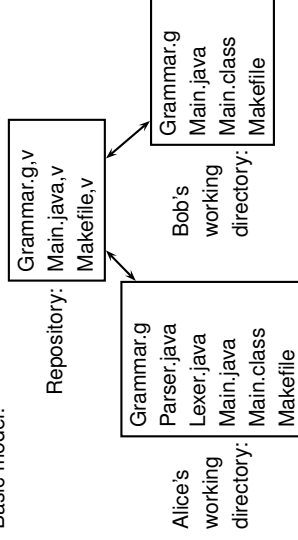 Basic model:
Repository:
Grammar.g,v
Main.java,v
Makefile,v
Alice's
working
directory:
Grammar.g
Parser.java
Lexer.java
Main.java
Main.class
Makefile
Bob's
working
directory:
Grammar.g
Main.java
Main.class
Makefile